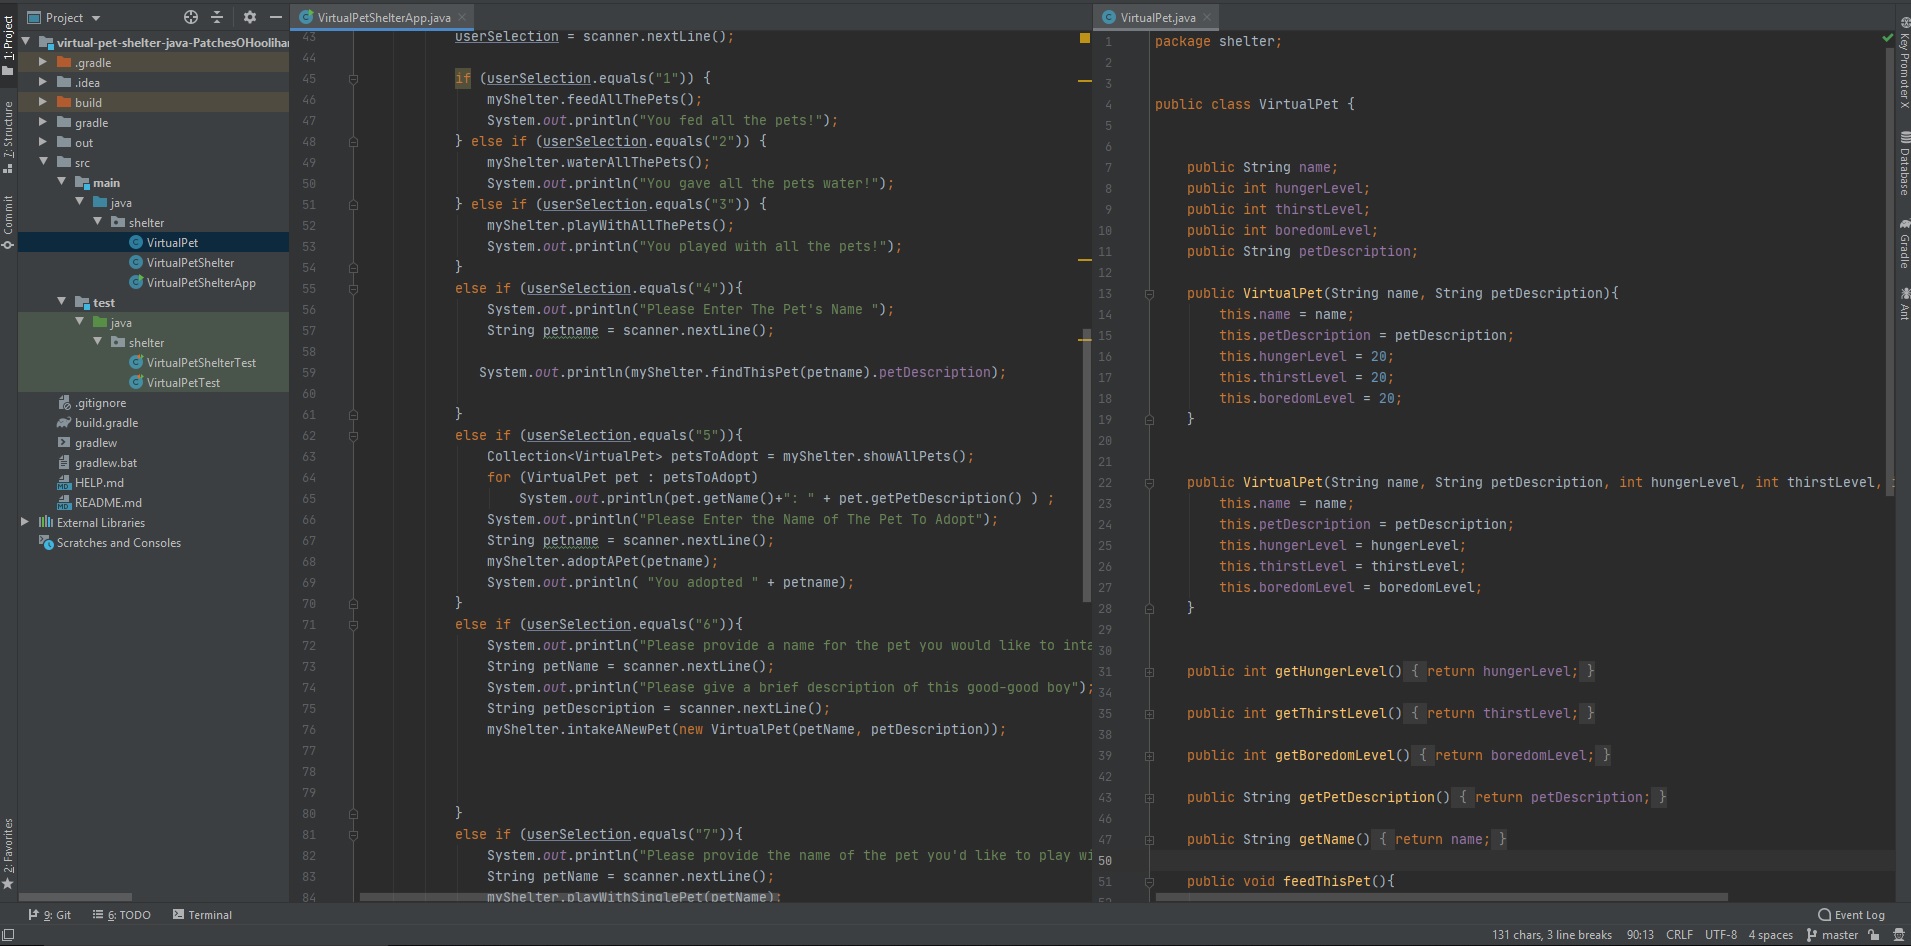 Project
VirtualPetShelterApp.java
VirtualPet.java
1: Project
7: Structure
Commit
2: Favorites
virtual-pet-shelter-java-PatchesOHoolihan
.gradle
.idea
build
gradle
out
src
main
java
shelter
VirtualPet
VirtualPetShelter
VirtualPetShelterApp
test
java
shelter
VirtualPetShelterTest
VirtualPetTest
.gitignore
build.gradle
gradlew
gradlew.bat
HELP.md
README.md
External Libraries
Scratches and Consoles
43 userSelection = scanner.nextLine();
44
45 if (userSelection.equals("1")) {
46 myShelter.feedAllThePets();
47 System.out.println("You fed all the pets!");
48 } else if (userSelection.equals("2")) {
49 myShelter.waterAllThePets();
50 System.out.println("You gave all the pets water!");
51 } else if (userSelection.equals("3")) {
52 myShelter.playWithAllThePets();
53 System.out.println("You played with all the pets!");
54 }
55 else if (userSelection.equals("4")){
56 System.out.println("Please Enter The Pet's Name ");
57 String petname = scanner.nextLine();
58
59 System.out.println(myShelter.findThisPet(petname).petDescription);
60
61 }
62 else if (userSelection.equals("5")){
63 Collection<VirtualPet> petsToAdopt = myShelter.showAllPets();
64 for (VirtualPet pet : petsToAdopt)
65 System.out.println(pet.getName()+": " + pet.getPetDescription() ) ;
66 System.out.println("Please Enter the Name of The Pet To Adopt");
67 String petname = scanner.nextLine();
68 myShelter.adoptAPet(petname);
69 System.out.println( "You adopted " + petname);
70 }
71 else if (userSelection.equals("6")){
72 System.out.println("Please provide a name for the pet you would like to inta
73 String petName = scanner.nextLine();
74 System.out.println("Please give a brief description of this good-good boy");
75 String petDescription = scanner.nextLine();
76 myShelter.intakeANewPet(new VirtualPet(petName, petDescription));
77
78
79
80 }
81 else if (userSelection.equals("7")){
82 System.out.println("Please provide the name of the pet you'd like to play wi
83 String petName = scanner.nextLine();
84 myShelter.playWithSinglePet(petName);
1 package shelter;
2
3
4 public class VirtualPet {
5
6
7 public String name;
8 public int hungerLevel;
9 public int thirstLevel;
10 public int boredomLevel;
11 public String petDescription;
12
13 public VirtualPet(String name, String petDescription){
14 this.name = name;
15 this.petDescription = petDescription;
16 this.hungerLevel = 20;
17 this.thirstLevel = 20;
18 this.boredomLevel = 20;
19 }
20
21
22 public VirtualPet(String name, String petDescription, int hungerLevel, int thirstLevel,
23 this.name = name;
24 this.petDescription = petDescription;
25 this.hungerLevel = hungerLevel;
26 this.thirstLevel = thirstLevel;
27 this.boredomLevel = boredomLevel;
28 }
29
30
31 public int getHungerLevel() { return hungerLevel; }
34
35 public int getThirstLevel() { return thirstLevel; }
38
39 public int getBoredomLevel() { return boredomLevel; }
42
43 public String getPetDescription() { return petDescription; }
46
47 public String getName() { return name; }
50
51 public void feedThisPet(){
Key Promoter X
Database
Gradle
Ant
9: Git
6: TODO
Terminal
Event Log
131 chars, 3 line breaks 90:13 CRLF UTF-8 4 spaces master